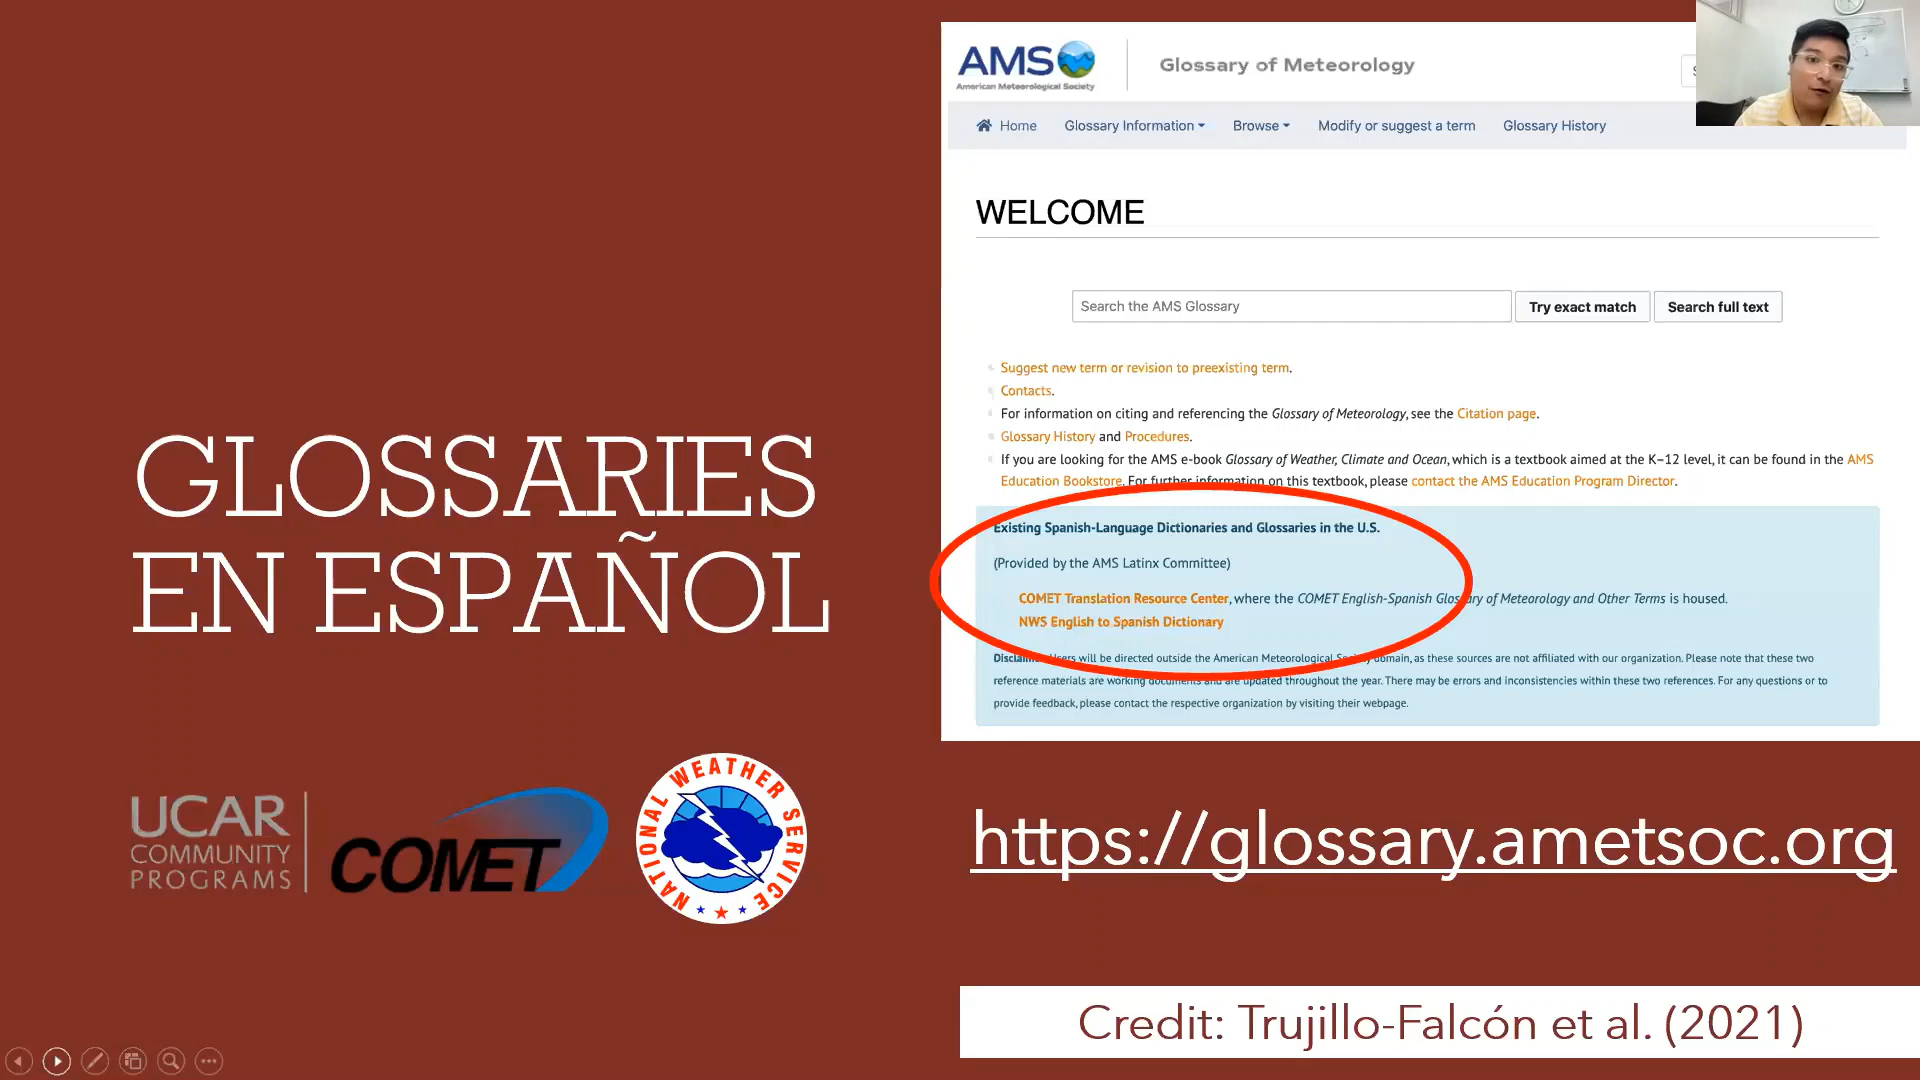 GLOSSARIES
EN ESPAÑOL
UCAR
COMMUNITY
PROGRAMS
COMET
NATIONAL WEATHER SERVICE
AMS
American Meteorological Society
Glossary of Meteorology
Home Glossary Information Browse Modify or suggest a term Glossary History
WELCOME
Search the AMS Glossary Try exact match Search full text
Suggest new term or revision to preexisting term.
Contacts.
For information on citing and referencing the Glossary of Meteorology, see the Citation page.
Glossary History and Procedures.
If you are looking for the AMS e-book Glossary of Weather, Climate and Ocean, which is a textbook aimed at the K–12 level, it can be found in the AMS
Education Bookstore. For further information on this textbook, please contact the AMS Education Program Director.
Existing Spanish-Language Dictionaries and Glossaries in the U.S.
(Provided by the AMS Latinx Committee)
COMET Translation Resource Center, where the COMET English-Spanish Glossary of Meteorology and Other Terms is housed.
NWS English to Spanish Dictionary
Disclaimer: Users will be directed outside the American Meteorological Society domain, as these sources are not affiliated with our organization. Please note that these two
reference materials are working documents and are updated throughout the year. There may be errors and inconsistencies within these two references. For any questions or to
provide feedback, please contact the respective organization by visiting their webpage.
https://glossary.ametsoc.org
Credit: Trujillo-Falcón et al. (2021)